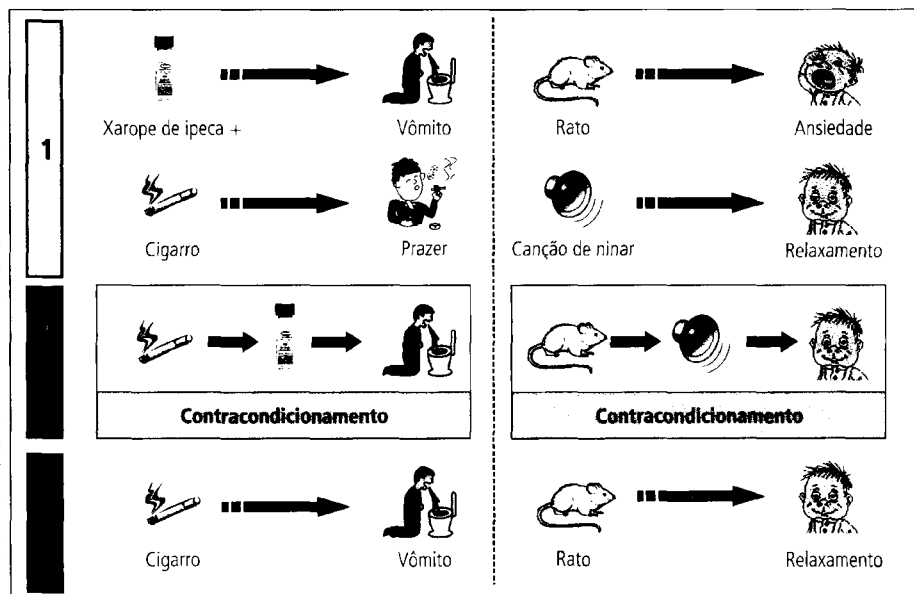 1
Xarope de ipeca +
Vômito
Rato
Ansiedade
Cigarro
Prazer
Canção de ninar
Relaxamento
Contracondicionamento
Contracondicionamento
Cigarro
Vômito
Rato
Relaxamento